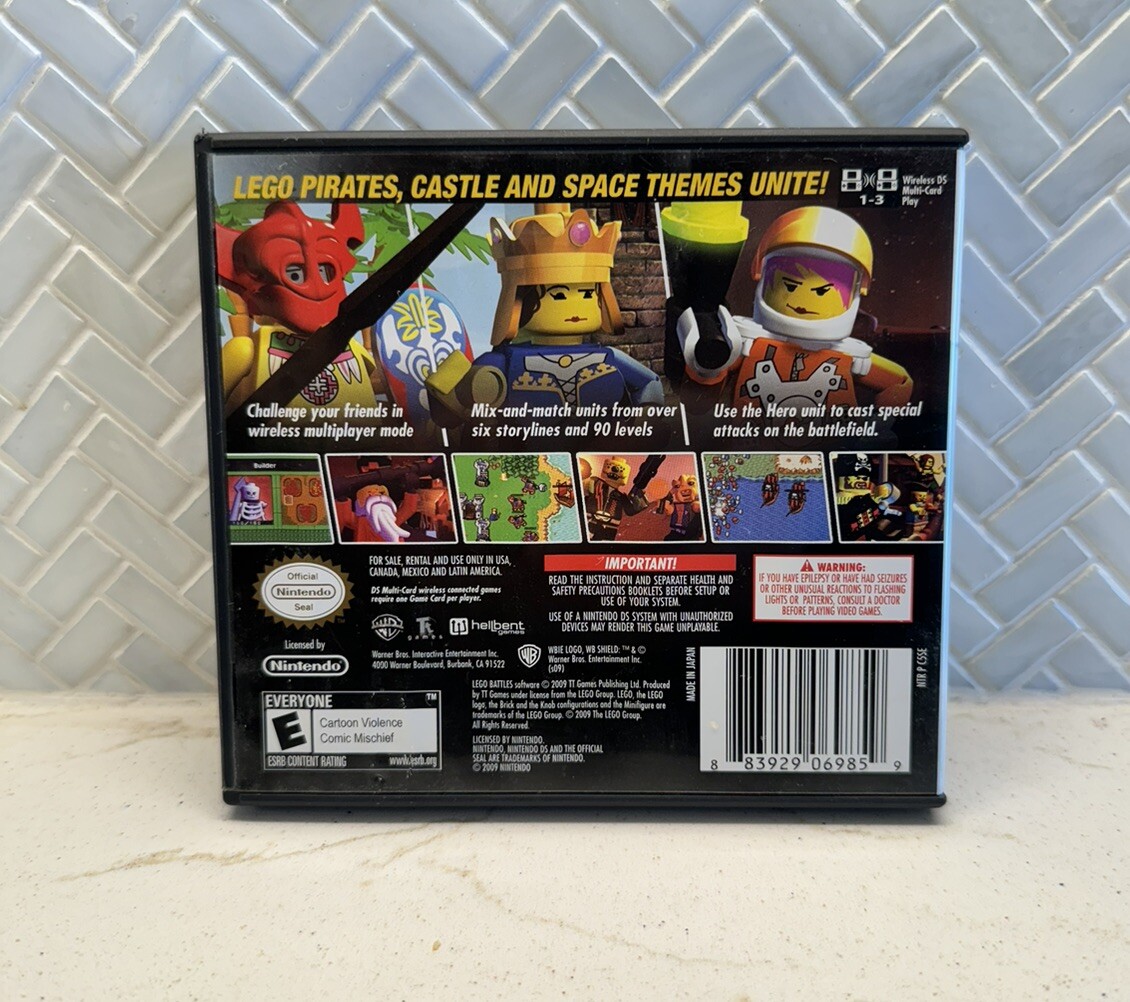 LEGO PIRATES, CASTLE AND SPACE THEMES UNITE!
1-3
Wireless DS
Multi-Card
Play
Challenge your friends in
wireless multiplayer mode
Mix-and-match units from over
six storylines and 90 levels
Use the Hero unit to cast special
attacks on the battlefield.
Builder
Official
Nintendo
Seal
Licensed by
Nintendo
FOR SALE, RENTAL AND USE ONLY IN USA,
CANADA, MEXICO AND LATIN AMERICA.
DS Multi-Card wireless connected games
require one Game Card per player.
WB GAMES
games
hellbent
games
Warner Bros. Interactive Entertainment Inc.
4000 Warner Boulevard, Burbank, CA 91522
IMPORTANT!
READ THE INSTRUCTION AND SEPARATE HEALTH AND
SAFETY PRECAUTIONS BOOKLETS BEFORE SETUP OR
USE OF YOUR SYSTEM.
USE OF A NINTENDO DS SYSTEM WITH UNAUTHORIZED
DEVICES MAY RENDER THIS GAME UNPLAYABLE.
WARNING:
IF YOU HAVE EPILEPSY OR HAVE HAD SEIZURES
OR OTHER UNUSUAL REACTIONS TO FLASHING
LIGHTS OR PATTERNS, CONSULT A DOCTOR
BEFORE PLAYING VIDEO GAMES.
WB
WBIE LOGO, WB SHIELD: ™ & ©
Warner Bros. Entertainment Inc.
(s09)
LEGO BATTLES software © 2009 TT Games Publishing Ltd. Produced
by TT Games under license from the LEGO Group. LEGO, the LEGO
logo, the Brick and the Knob configurations and the Minifigure are
trademarks of the LEGO Group. © 2009 The LEGO Group.
All Rights Reserved.
LICENSED BY NINTENDO.
NINTENDO, NINTENDO DS AND THE OFFICIAL
SEAL ARE TRADEMARKS OF NINTENDO.
© 2009 NINTENDO
EVERYONE ™
E
Cartoon Violence
Comic Mischief
ESRB CONTENT RATING www.esrb.org
MADE IN JAPAN
8 83929 06985 9
NTR P C5SE